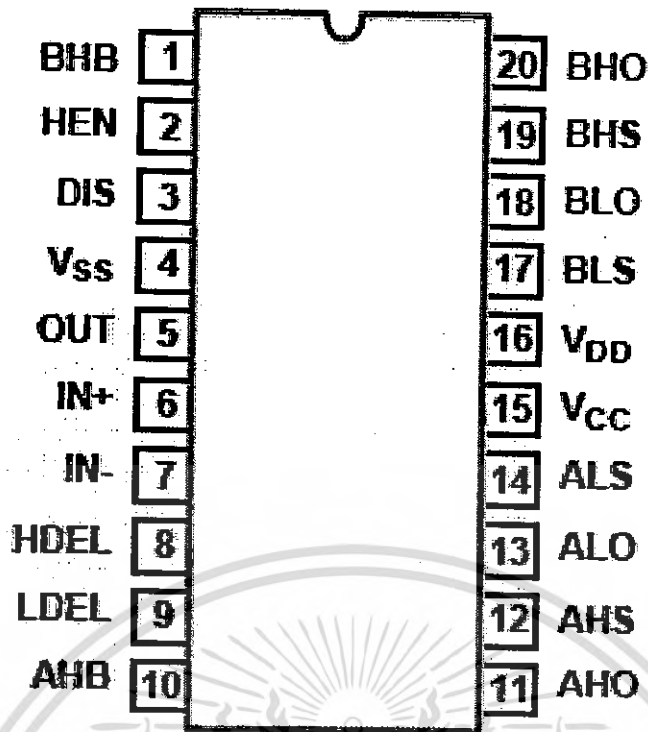 BHB 1 20 BHO
HEN 2 19 BHS
DIS 3 18 BLO
VSS 4 17 BLS
OUT 5 16 VDD
IN+ 6 15 VCC
IN- 7 14 ALS
HDEL 8 13 ALO
LDEL 9 12 AHS
AHB 10 11 AHO